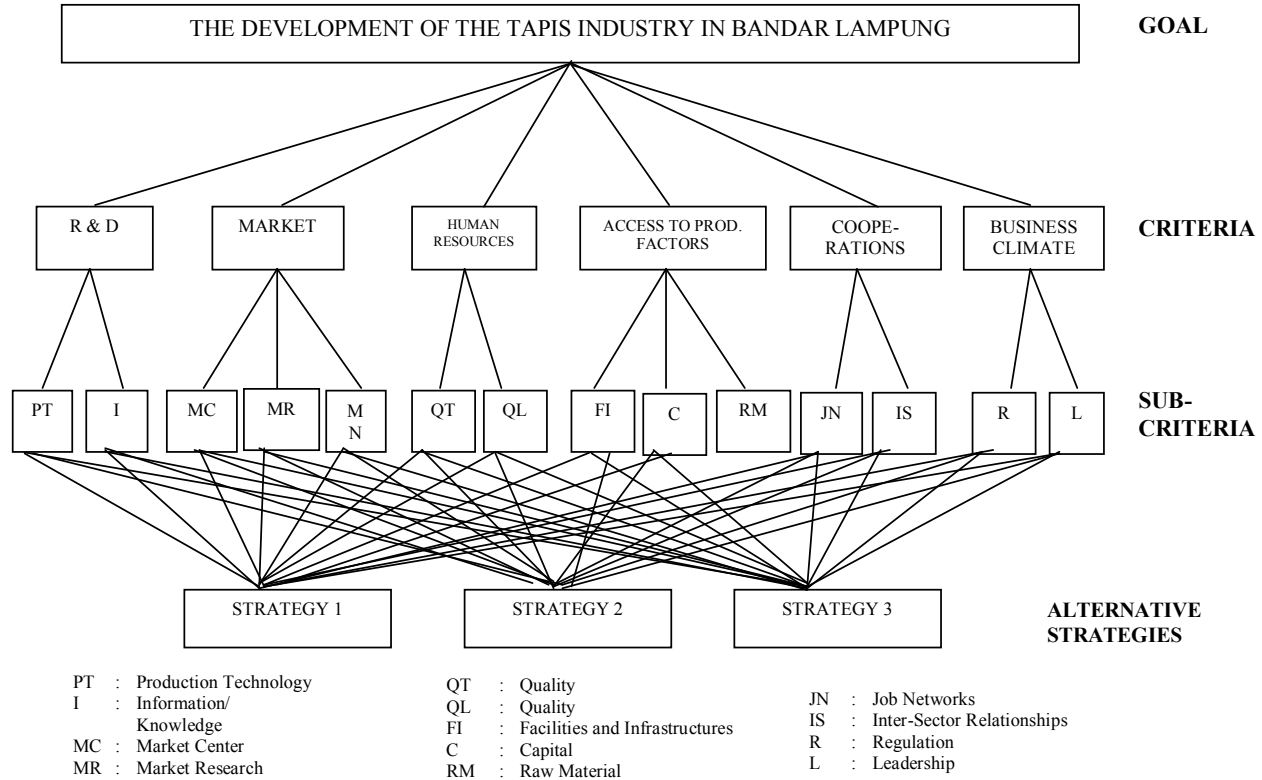 THE DEVELOPMENT OF THE TAPIS INDUSTRY IN BANDAR LAMPUNG
GOAL
R & D
MARKET
HUMAN
RESOURCES
ACCESS TO PROD.
FACTORS
COOPE-
RATIONS
BUSINESS
CLIMATE
CRITERIA
PT
I
MC
MR
M
N
QT
QL
FI
C
RM
JN
IS
R
L
SUB-
CRITERIA
STRATEGY 1
STRATEGY 2
STRATEGY 3
ALTERNATIVE
STRATEGIES
PT : Production Technology
I : Information/
Knowledge
MC : Market Center
MR : Market Research
QT : Quality
QL : Quality
FI : Facilities and Infrastructures
C : Capital
RM : Raw Material
JN : Job Networks
IS : Inter-Sector Relationships
R : Regulation
L : Leadership